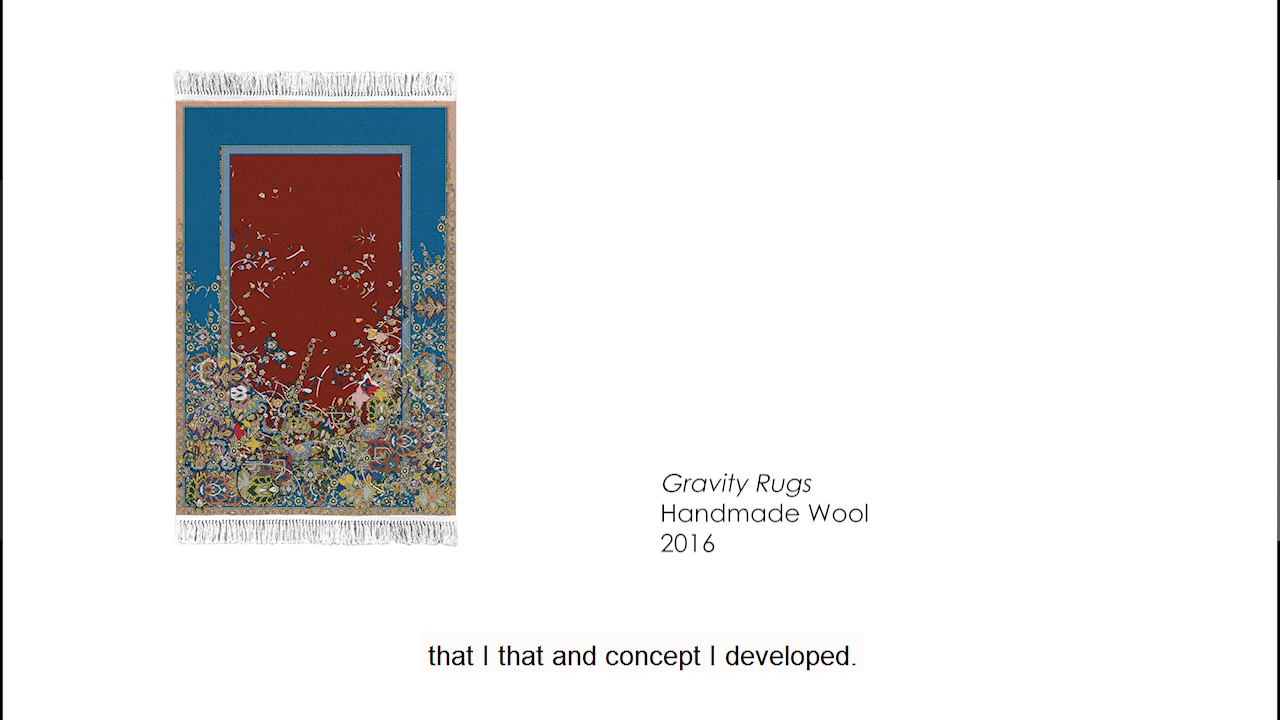 Gravity Rugs
Handmade Wool
2016
that I that and concept I developed.